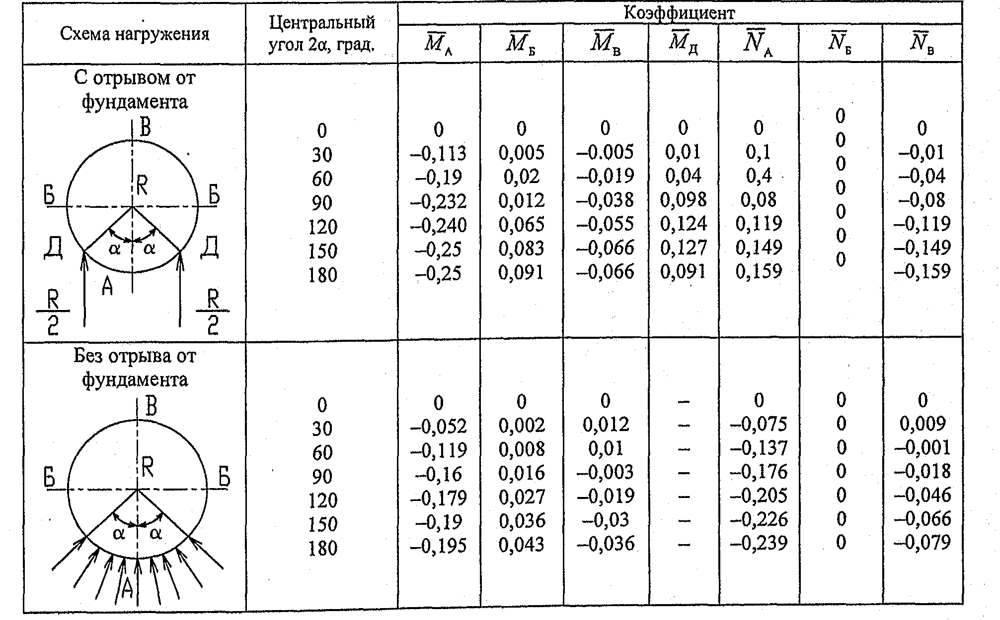 Схема нагружения
Центральный
угол 2α, град.
Коэффициент
M̅А M̅Б M̅В M̅Д N̅А N̅Б N̅В
С отрывом от
фундамента
В
R
Б Б
Д α α Д
А
R/2 R/2
0 0 0 0 0 0 0 0
30 –0,113 0,005 –0.005 0,01 0,1 0 –0,01
60 –0,19 0,02 –0,019 0,04 0,4 0 –0,04
90 –0,232 0,012 –0,038 0,098 0,08 0 –0,08
120 –0,240 0,065 –0,055 0,124 0,119 0 –0,119
150 –0,25 0,083 –0,066 0,127 0,149 0 –0,149
180 –0,25 0,091 –0,066 0,091 0,159 0 –0,159
Без отрыва от
фундамента
В
R
Б Б
α α
А
0 0 0 0 – 0 0 0
30 –0,052 0,002 0,012 – –0,075 0 0,009
60 –0,119 0,008 0,01 – –0,137 0 –0,001
90 –0,16 0,016 –0,003 – –0,176 0 –0,018
120 –0,179 0,027 –0,019 – –0,205 0 –0,046
150 –0,19 0,036 –0,03 – –0,226 0 –0,066
180 –0,195 0,043 –0,036 – –0,239 0 –0,079